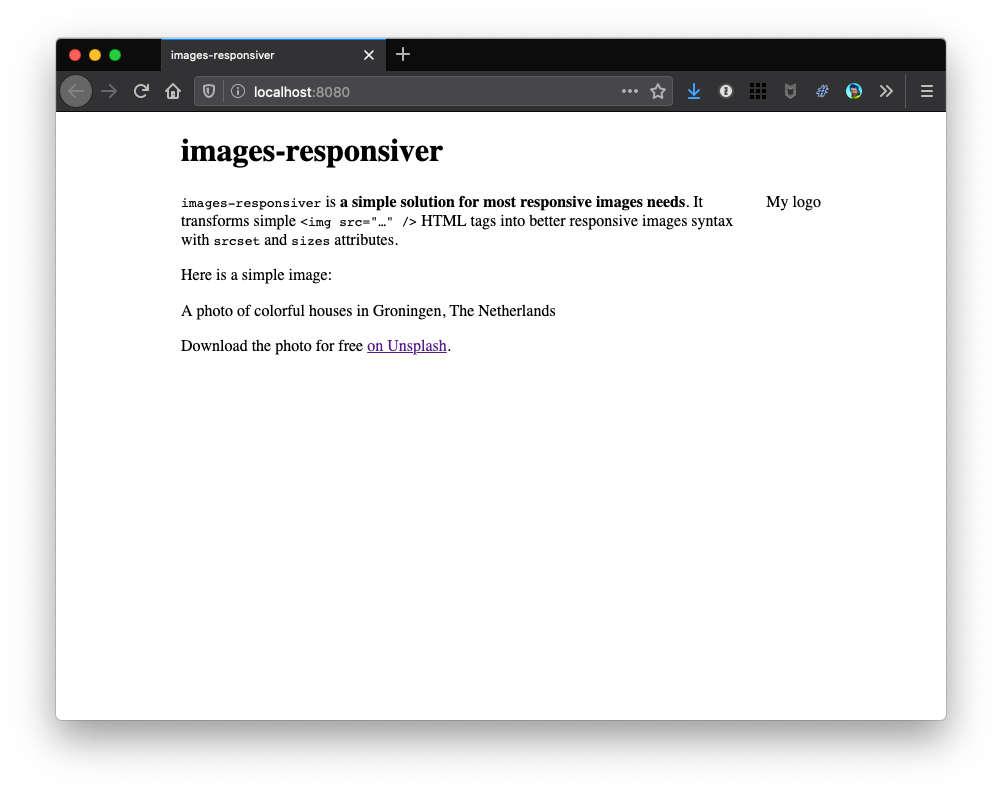 images-responsiver
localhost:8080
images-responsiver
images-responsiver is a simple solution for most responsive images needs. It
transforms simple <img src="…" /> HTML tags into better responsive images syntax
with srcset and sizes attributes.
My logo
Here is a simple image:
A photo of colorful houses in Groningen, The Netherlands
Download the photo for free on Unsplash.